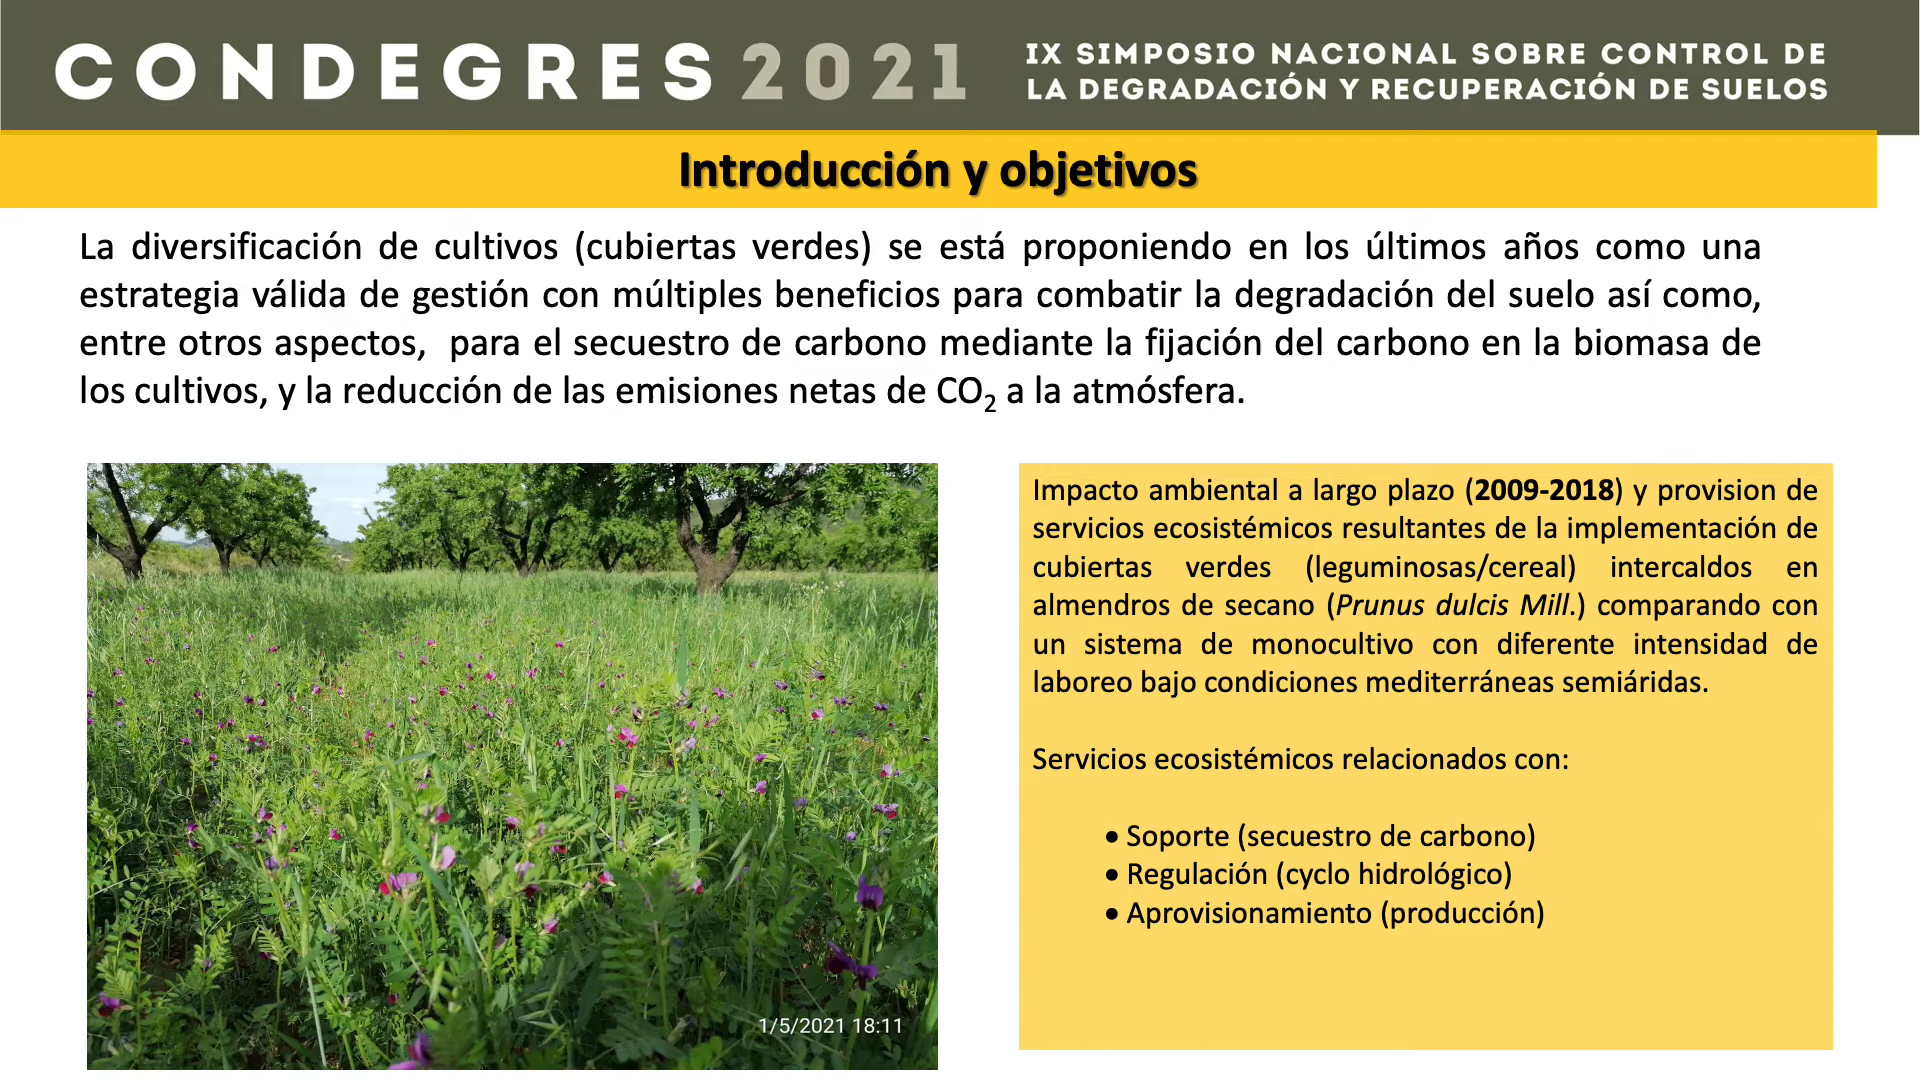 CONDEGRES 2021
IX SIMPOSIO NACIONAL SOBRE CONTROL DE
LA DEGRADACIÓN Y RECUPERACIÓN DE SUELOS
Introducción y objetivos
La diversificación de cultivos (cubiertas verdes) se está proponiendo en los últimos años como una
estrategia válida de gestión con múltiples beneficios para combatir la degradación del suelo así como,
entre otros aspectos, para el secuestro de carbono mediante la fijación del carbono en la biomasa de
los cultivos, y la reducción de las emisiones netas de CO₂ a la atmósfera.
1/5/2021 18:11
Impacto ambiental a largo plazo (2009-2018) y provision de
servicios ecosistémicos resultantes de la implementación de
cubiertas verdes (leguminosas/cereal) intercaldos en
almendros de secano (Prunus dulcis Mill.) comparando con
un sistema de monocultivo con diferente intensidad de
laboreo bajo condiciones mediterráneas semiáridas.
Servicios ecosistémicos relacionados con:
• Soporte (secuestro de carbono)
• Regulación (cyclo hidrológico)
• Aprovisionamiento (producción)